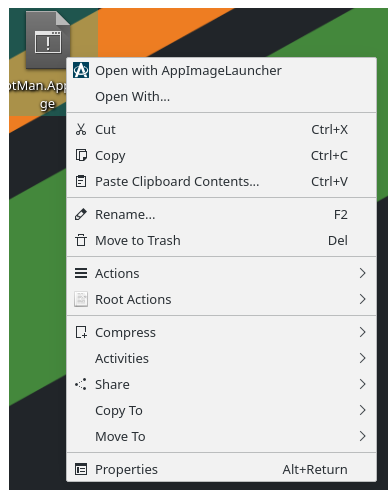 otMan.App
ge
Open with AppImageLauncher
Open With...
Cut Ctrl+X
Copy Ctrl+C
Paste Clipboard Contents... Ctrl+V
Rename... F2
Move to Trash Del
Actions
Root Actions
Compress
Activities
Share
Copy To
Move To
Properties Alt+Return